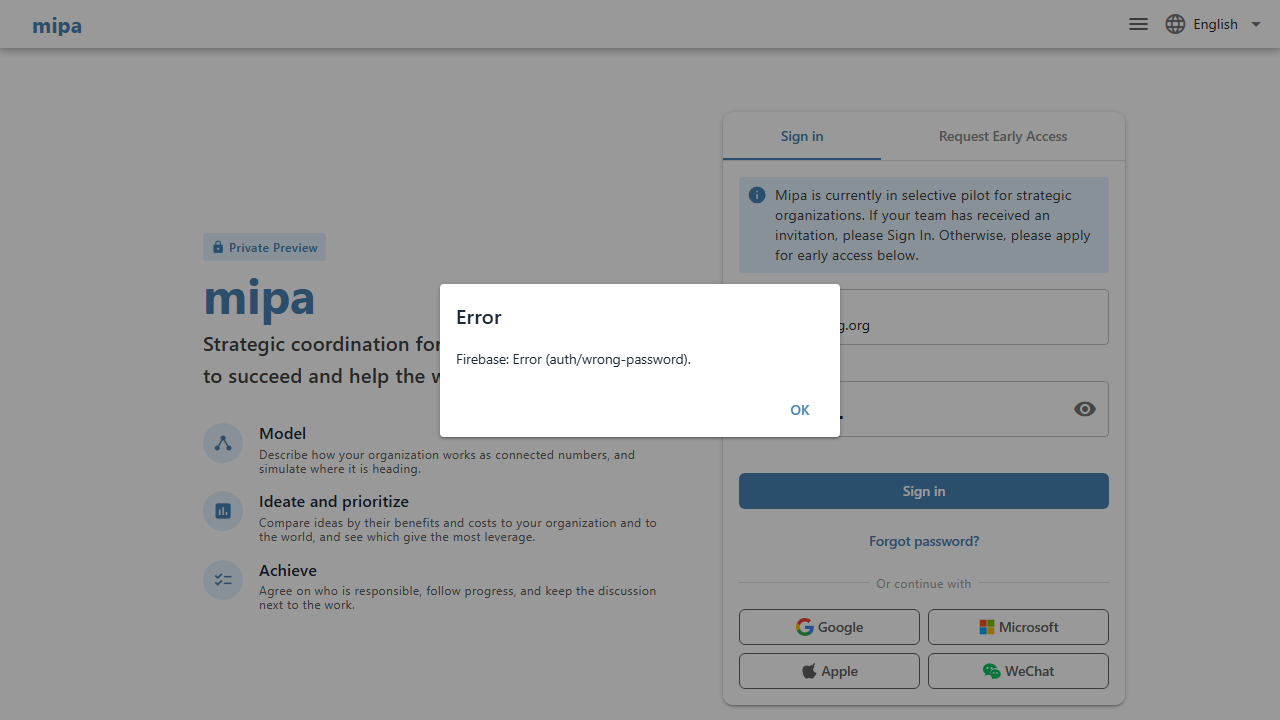 mipa
English
Sign in
Request Early Access
Mipa is currently in selective pilot for strategic
organizations. If your team has received an
invitation, please Sign In. Otherwise, please apply
for early access below.
Private Preview
mipa
Strategic coordination for
to succeed and help the w
Model
Describe how your organization works as connected numbers, and
simulate where it is heading.
Ideate and prioritize
Compare ideas by their benefits and costs to your organization and to
the world, and see which give the most leverage.
Achieve
Agree on who is responsible, follow progress, and keep the discussion
next to the work.
Error
Firebase: Error (auth/wrong-password).
OK
g.org
Sign in
Forgot password?
Or continue with
Google
Microsoft
Apple
WeChat